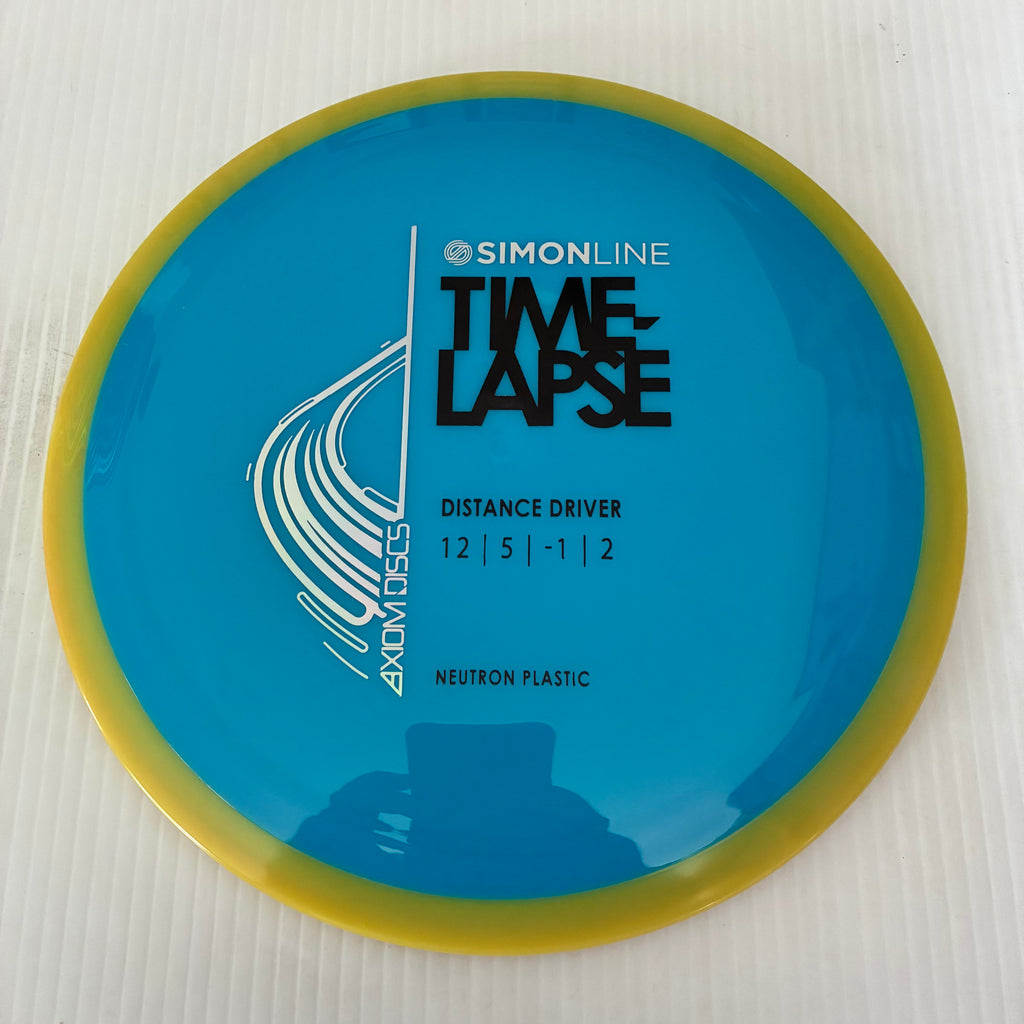 SIMONLINE
TIME-
LAPSE
DISTANCE DRIVER
12 | 5 | -1 | 2
NEUTRON PLASTIC
AXIOM DISCS